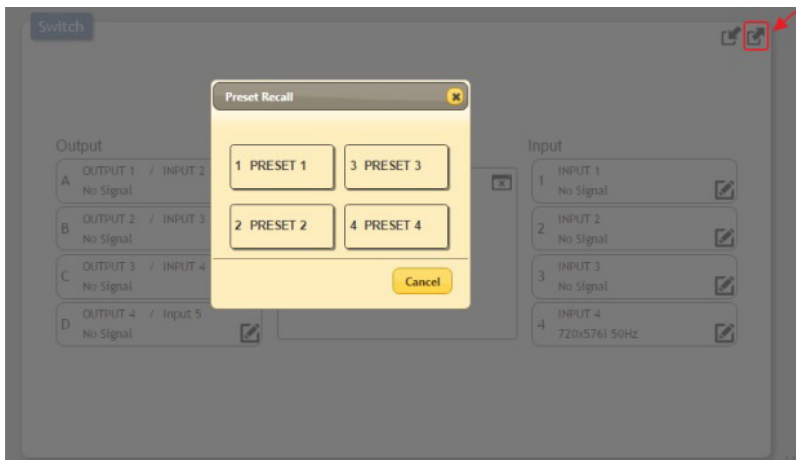 Switch
Preset Recall
1 PRESET 1
3 PRESET 3
2 PRESET 2
4 PRESET 4
Cancel
Output
A OUTPUT 1 / INPUT 2
No Signal
B OUTPUT 2 / INPUT 3
No Signal
C OUTPUT 3 / INPUT 4
No Signal
D OUTPUT 4 / Input 5
No Signal
Input
1 INPUT 1
No Signal
2 INPUT 2
No Signal
3 INPUT 3
No Signal
4 INPUT 4
720x576i 50Hz